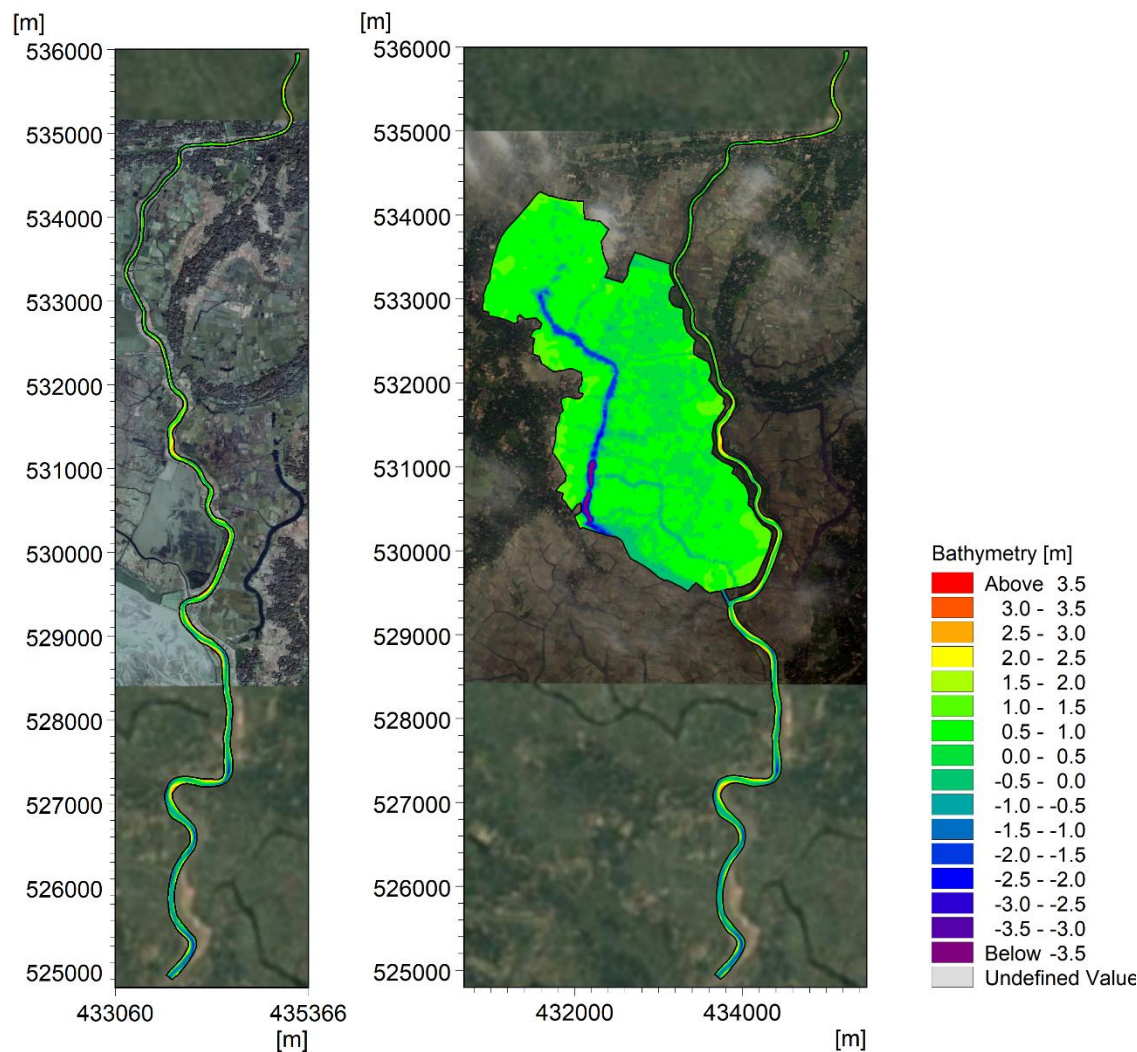 [m]
536000
535000
534000
533000
532000
531000
530000
529000
528000
527000
526000
525000
433060 435366
[m]
[m]
536000
535000
534000
533000
532000
531000
530000
529000
528000
527000
526000
525000
432000 434000
[m]
Bathymetry [m]
Above 3.5
3.0 - 3.5
2.5 - 3.0
2.0 - 2.5
1.5 - 2.0
1.0 - 1.5
0.5 - 1.0
0.0 - 0.5
-0.5 - 0.0
-1.0 - -0.5
-1.5 - -1.0
-2.0 - -1.5
-2.5 - -2.0
-3.0 - -2.5
-3.5 - -3.0
Below -3.5
Undefined Value